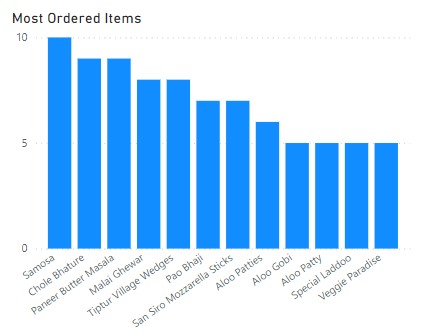 Most Ordered Items
10
5
0
Samosa
Chole Bhature
Paneer Butter Masala
Malai Ghewar
Tiptur Village Wedges
Pao Bhaji
San Siro Mozzarella Sticks
Aloo Patties
Aloo Gobi
Aloo Patty
Special Laddoo
Veggie Paradise